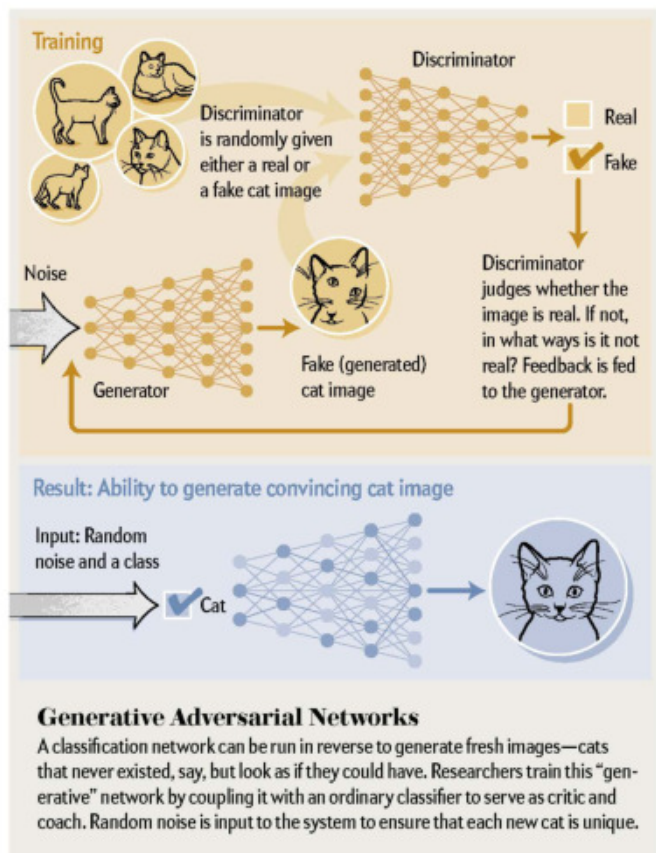 Training
Discriminator
Discriminator
is randomly given
either a real or
a fake cat image
Real
Fake
Noise
Generator
Fake (generated)
cat image
Discriminator
judges whether the
image is real. If not,
in what ways is it not
real? Feedback is fed
to the generator.
Result: Ability to generate convincing cat image
Input: Random
noise and a class
Cat
Generative Adversarial Networks
A classification network can be run in reverse to generate fresh images—cats
that never existed, say, but look as if they could have. Researchers train this “gen-
erative” network by coupling it with an ordinary classifier to serve as critic and
coach. Random noise is input to the system to ensure that each new cat is unique.